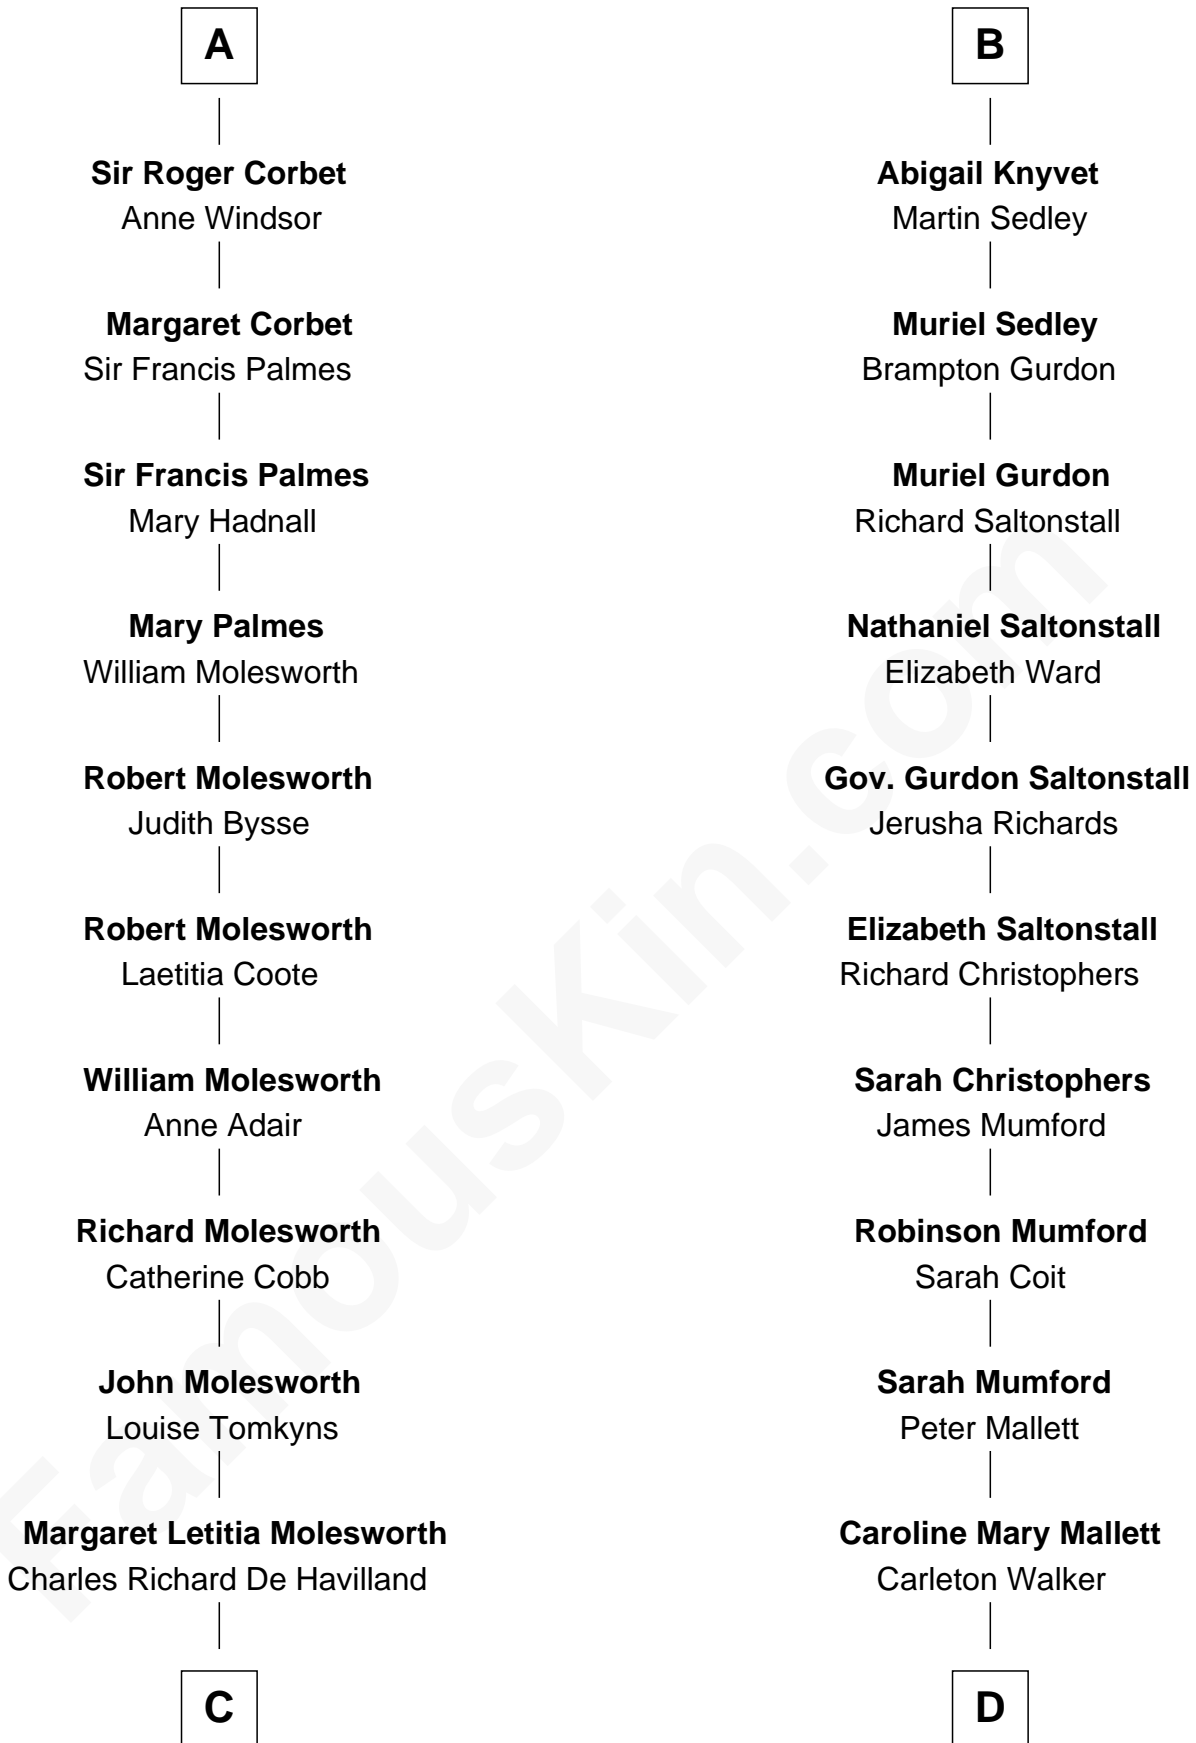 A
Sir Roger Corbet
Anne Windsor
Margaret Corbet
Sir Francis Palmes
Sir Francis Palmes
Mary Hadnall
Mary Palmes
William Molesworth
Robert Molesworth
Judith Bysse
Robert Molesworth
Laetitia Coote
William Molesworth
Anne Adair
Richard Molesworth
Catherine Cobb
John Molesworth
Louise Tomkyns
Margaret Letitia Molesworth
Charles Richard De Havilland
C
B
Abigail Knyvet
Martin Sedley
Muriel Sedley
Brampton Gurdon
Muriel Gurdon
Richard Saltonstall
Nathaniel Saltonstall
Elizabeth Ward
Gov. Gurdon Saltonstall
Jerusha Richards
Elizabeth Saltonstall
Richard Christophers
Sarah Christophers
James Mumford
Robinson Mumford
Sarah Coit
Sarah Mumford
Peter Mallett
Caroline Mary Mallett
Carleton Walker
D
FamousKin.com